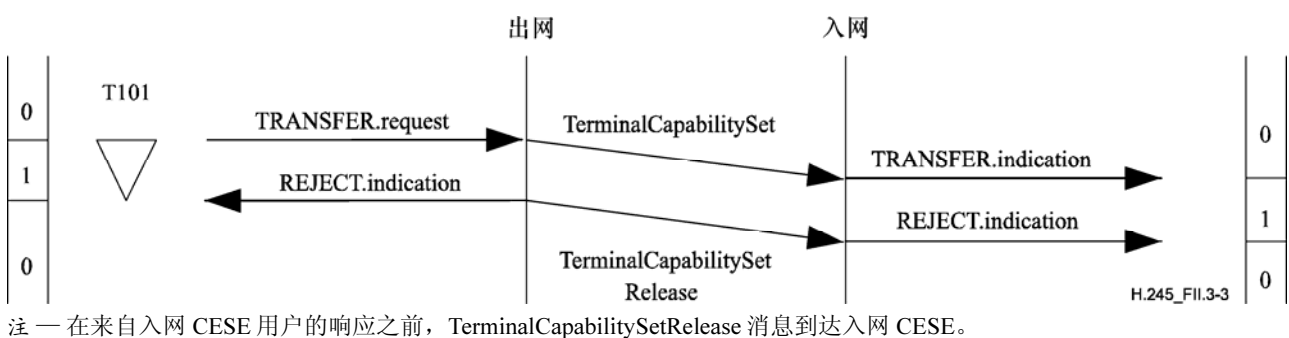 出网
入网
T101
0
TRANSFER.request
TerminalCapabilitySet
0
TRANSFER.indication
1
REJECT.indication
REJECT.indication
1
0
TerminalCapabilitySet
Release
0
H.245_FII.3-3
注 — 在来自入网 CESE 用户的响应之前，TerminalCapabilitySetRelease 消息到达入网 CESE。